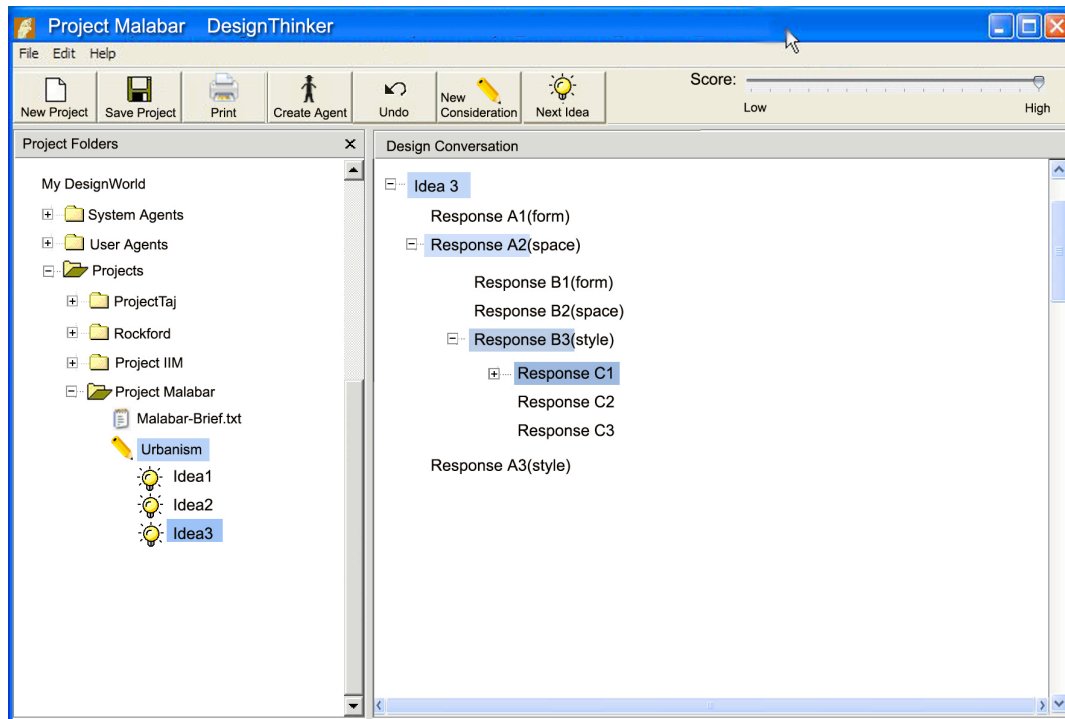 Project Malabar DesignThinker
File Edit Help
New Project
Save Project
Print
Create Agent
Undo
New Consideration
Next Idea
Score:
Low
High
Project Folders
My DesignWorld
System Agents
User Agents
Projects
ProjectTaj
Rockford
Project IIM
Project Malabar
Malabar-Brief.txt
Urbanism
Idea1
Idea2
Idea3
Design Conversation
Idea 3
Response A1(form)
Response A2(space)
Response B1(form)
Response B2(space)
Response B3(style)
Response C1
Response C2
Response C3
Response A3(style)